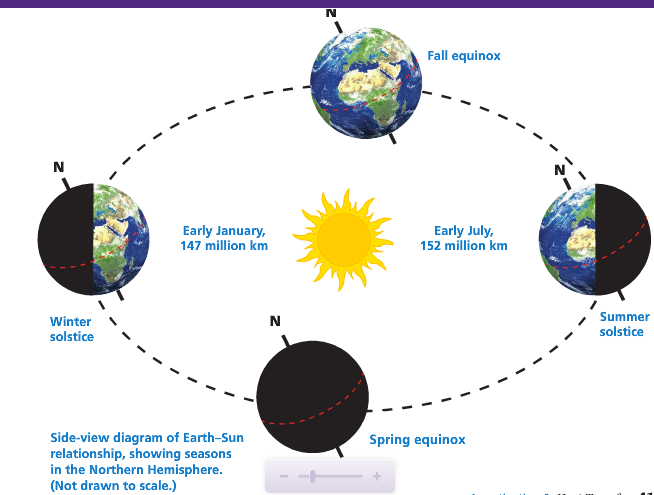 N
Fall equinox
N
N
Early January,
147 million km
Early July,
152 million km
Winter
solstice
Summer
solstice
N
Spring equinox
Side-view diagram of Earth–Sun
relationship, showing seasons
in the Northern Hemisphere.
(Not drawn to scale.)